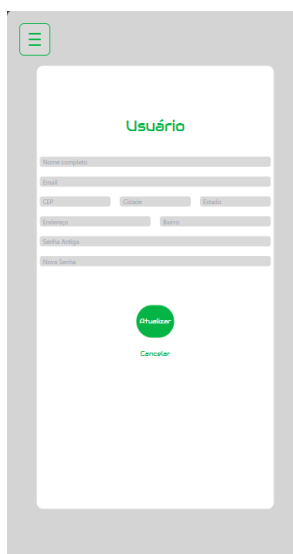 Usuário
Nome completo
Email
CEP Cidade Estado
Endereço Bairro
Senha Antiga
Nova Senha
Atualizar
Cancelar